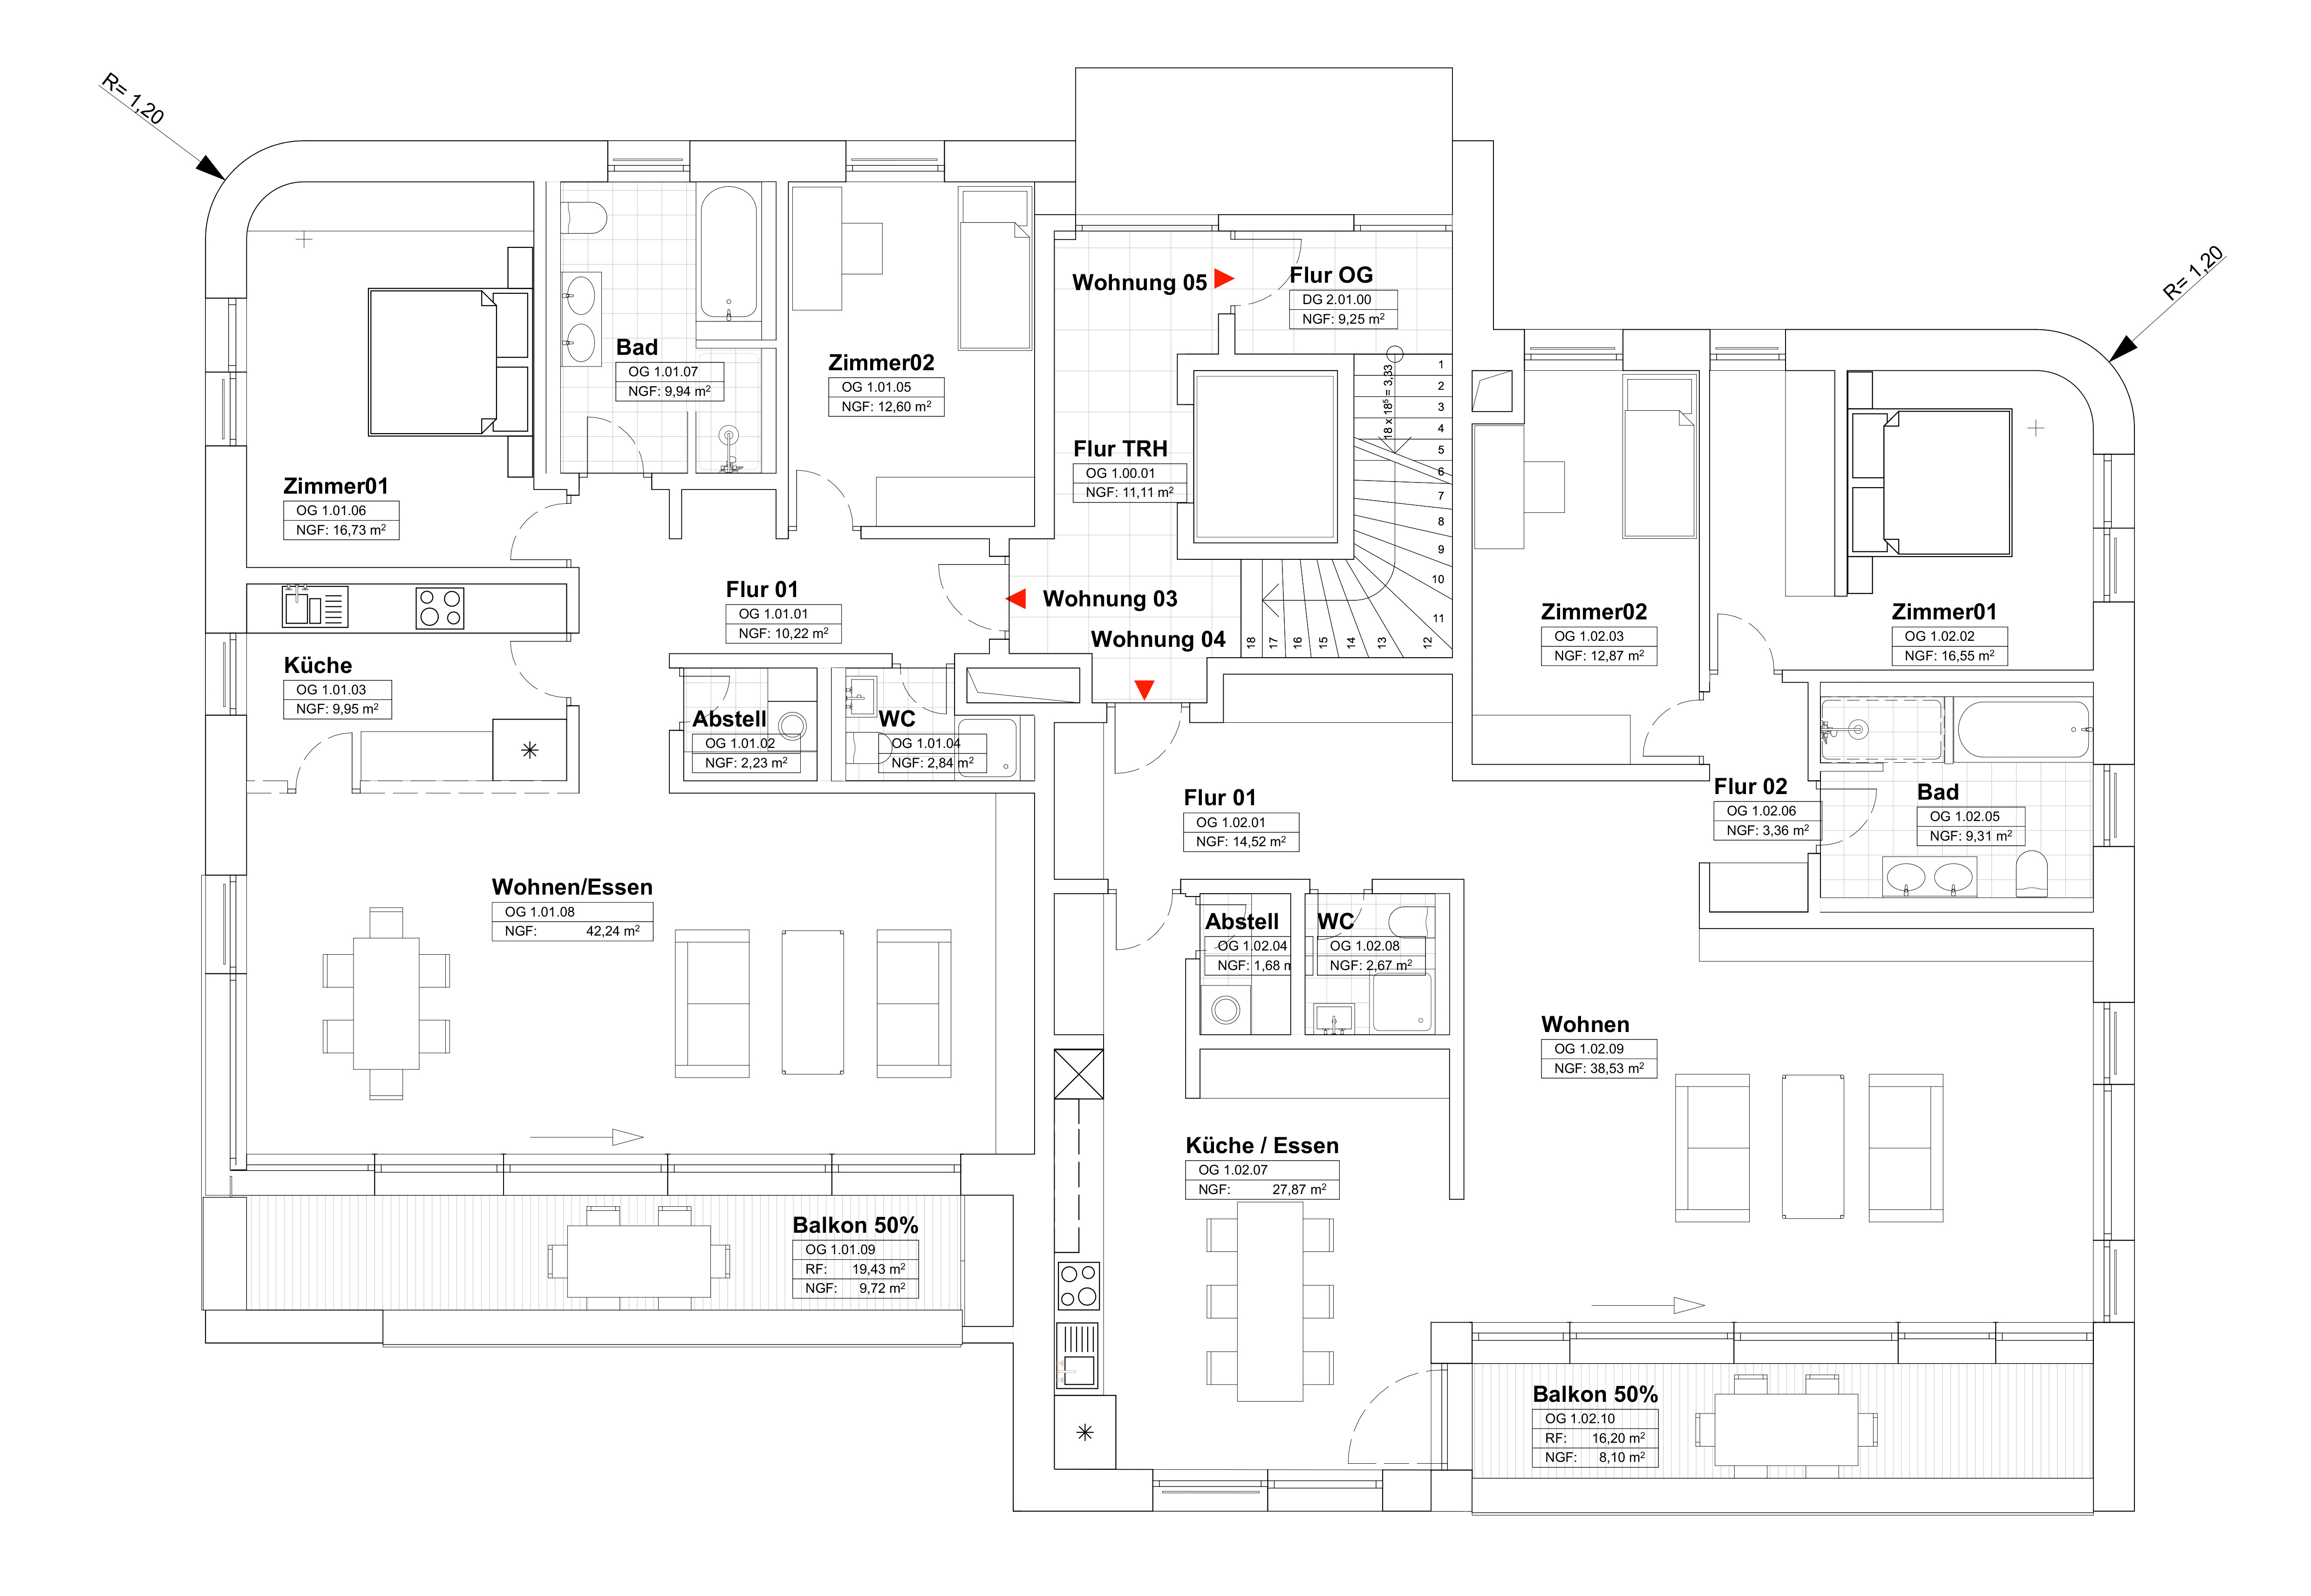 R= 1,20
R= 1,20
Wohnung 05
Flur OG
DG 2.01.00
NGF: 9,25 m²
Bad
OG 1.01.07
NGF: 9,94 m²
Zimmer02
OG 1.01.05
NGF: 12,60 m²
18 x 18⁵ = 3,33
1
2
3
4
5
6
7
8
9
10
11
12
13
14
15
16
17
18
Flur TRH
OG 1.00.01
NGF: 11,11 m²
Zimmer01
OG 1.01.06
NGF: 16,73 m²
Flur 01
OG 1.01.01
NGF: 10,22 m²
Wohnung 03
Wohnung 04
Zimmer02
OG 1.02.03
NGF: 12,87 m²
Zimmer01
OG 1.02.02
NGF: 16,55 m²
Küche
OG 1.01.03
NGF: 9,95 m²
Abstell
OG 1.01.02
NGF: 2,23 m²
WC
OG 1.01.04
NGF: 2,84 m²
Flur 01
OG 1.02.01
NGF: 14,52 m²
Flur 02
OG 1.02.06
NGF: 3,36 m²
Bad
OG 1.02.05
NGF: 9,31 m²
Wohnen/Essen
OG 1.01.08
NGF: 42,24 m²
Abstell
OG 1.02.04
NGF: 1,68 m
WC
OG 1.02.08
NGF: 2,67 m²
Wohnen
OG 1.02.09
NGF: 38,53 m²
Küche / Essen
OG 1.02.07
NGF: 27,87 m²
Balkon 50%
OG 1.01.09
RF: 19,43 m²
NGF: 9,72 m²
Balkon 50%
OG 1.02.10
RF: 16,20 m²
NGF: 8,10 m²